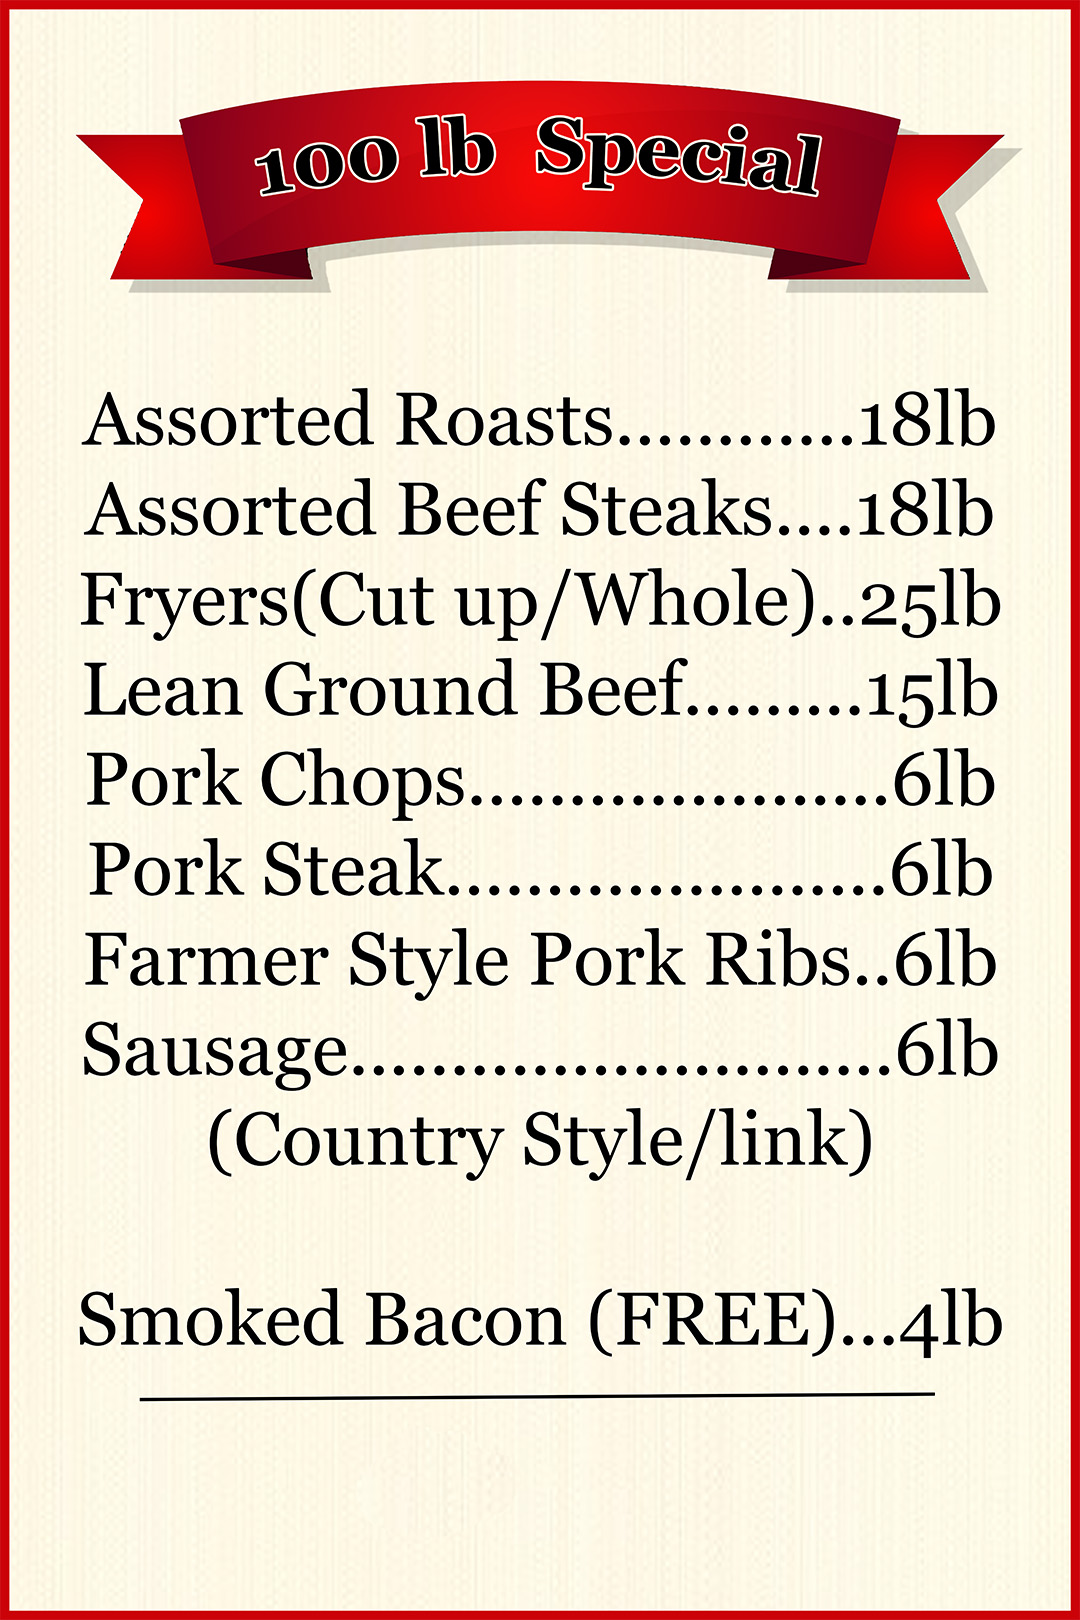 100 lb Special
Assorted Roasts............18lb
Assorted Beef Steaks....18lb
Fryers(Cut up/Whole)..25lb
Lean Ground Beef.........15lb
Pork Chops.....................6lb
Pork Steak......................6lb
Farmer Style Pork Ribs..6lb
Sausage...........................6lb
(Country Style/link)
Smoked Bacon (FREE)...4lb